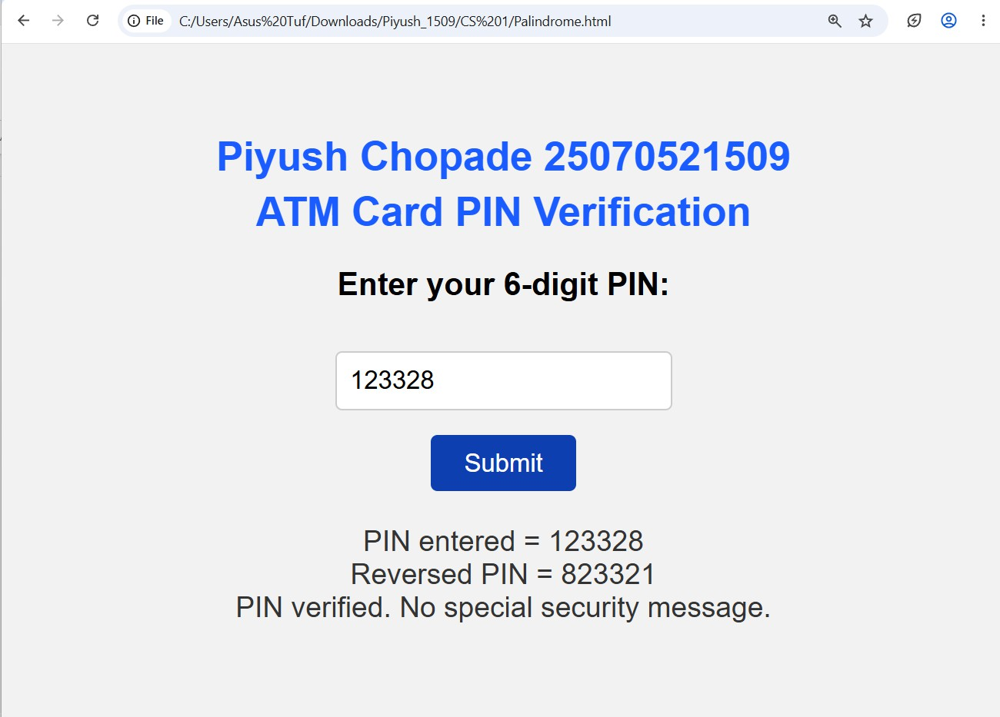 File C:/Users/Asus%20Tuf/Downloads/Piyush_1509/CS%201/Palindrome.html
Piyush Chopade 25070521509
ATM Card PIN Verification
Enter your 6-digit PIN:
123328
Submit
PIN entered = 123328
Reversed PIN = 823321
PIN verified. No special security message.